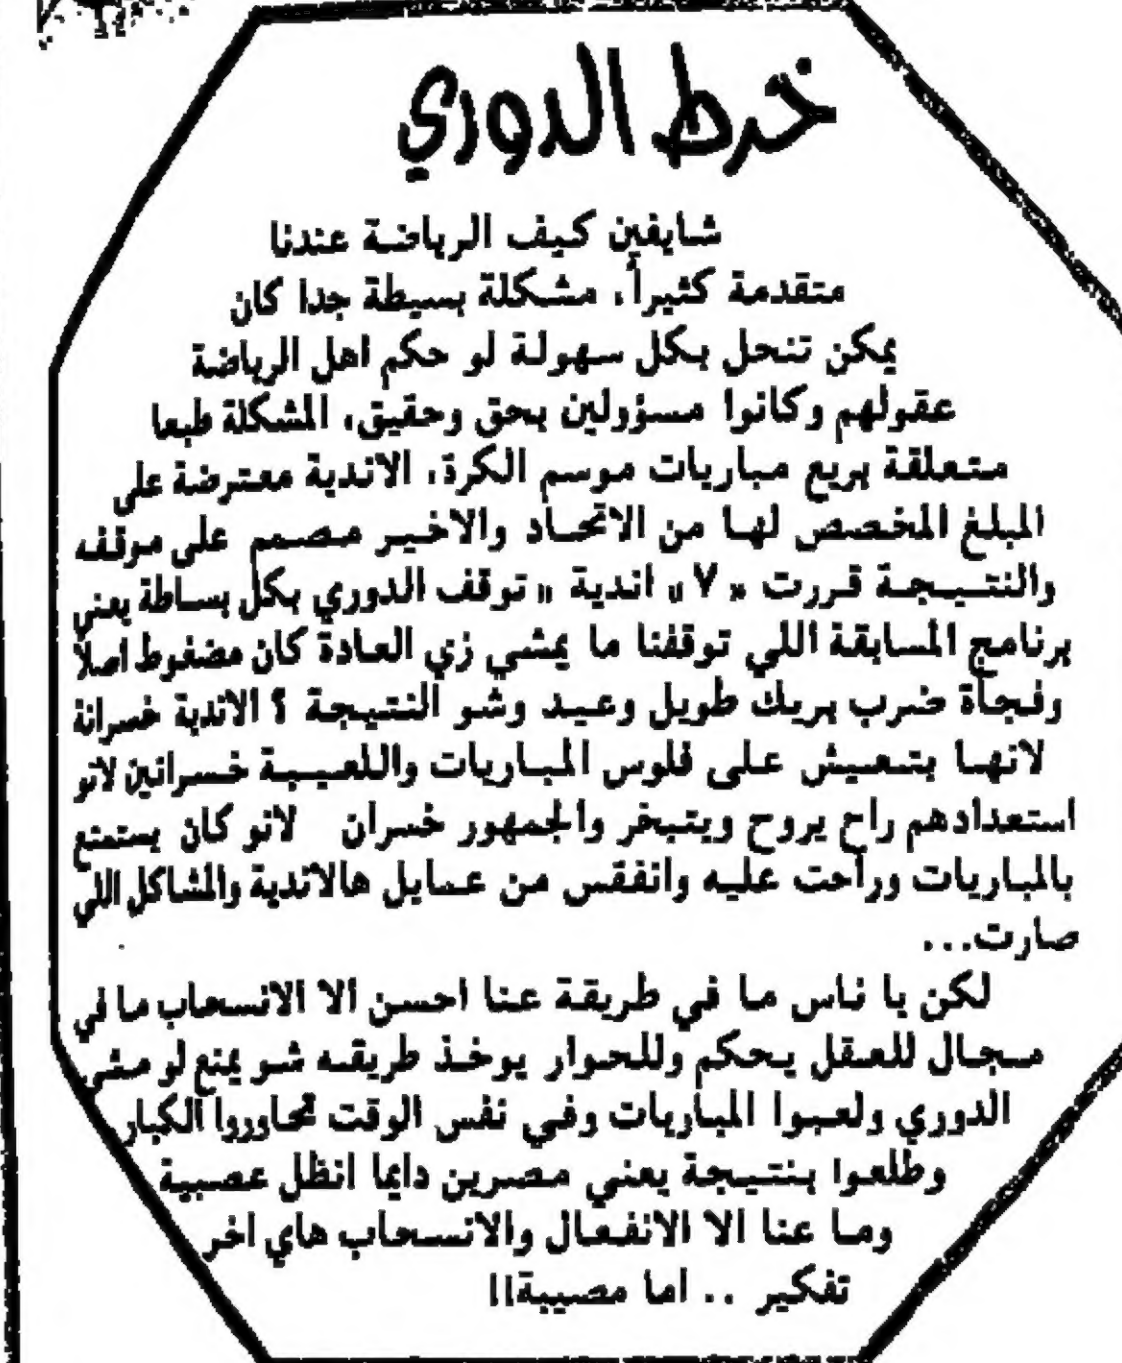 خرط الدوري
شايفين كيف الرياضة عندنا
متقدمة كثيراً، مشكلة بسيطة جدا كان
يمكن تنحل بكل سهولة لو حكم اهل الرياضة
عقولهم وكانوا مسؤولين بحق وحقيق، المشكلة طبعا
متعلقة بريع مباريات موسم الكرة، الاندية معترضة على
المبلغ المخصص لها من الاتحاد والاخير مصمم على موقفه
والنتيجة قررت « ٧ » اندية » توقف الدوري بكل بساطة يعني
برنامج المسابقة اللي توقفنا ما يمشي زي العادة كان مضغوط اصلا
وفجأة ضرب بريك طويل وعيد وشو النتيجة ؟ الاندية خسرانة
لانها بتعيش على فلوس المباريات واللعيبة خسرانين لانو
استعدادهم راح يروح ويتبخر والجمهور خسران لانو كان يستمتع
بالمباريات وراحت عليه وانفقس من عمايل هالاندية والمشاكل اللي
صارت...
لكن يا ناس ما في طريقة عنا احسن الا الانسحاب ما في
مجال للعقل يحكم وللحوار يوخذ طريقه شو يمنع لو مشي
الدوري ولعبوا المباريات وفي نفس الوقت تحاوروا الكبار
وطلعوا بنتيجة يعني مصرين دايما انظل عصبية
وما عنا الا الانفعال والانسحاب هاي اخر
تفكير .. اما مصيبة!!